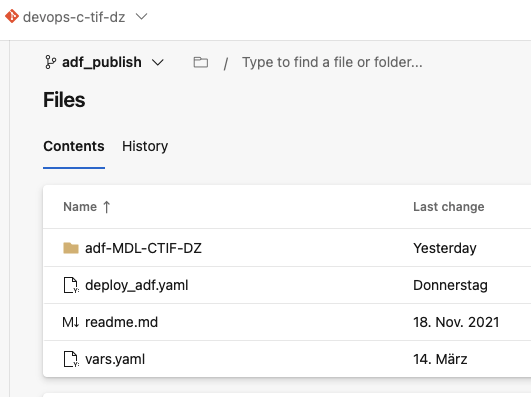 devops-c-tif-dz
adf_publish / Type to find a file or folder...
Files
Contents History
Name ↑ Last change
adf-MDL-CTIF-DZ Yesterday
deploy_adf.yaml Donnerstag
M↓ readme.md 18. Nov. 2021
vars.yaml 14. März